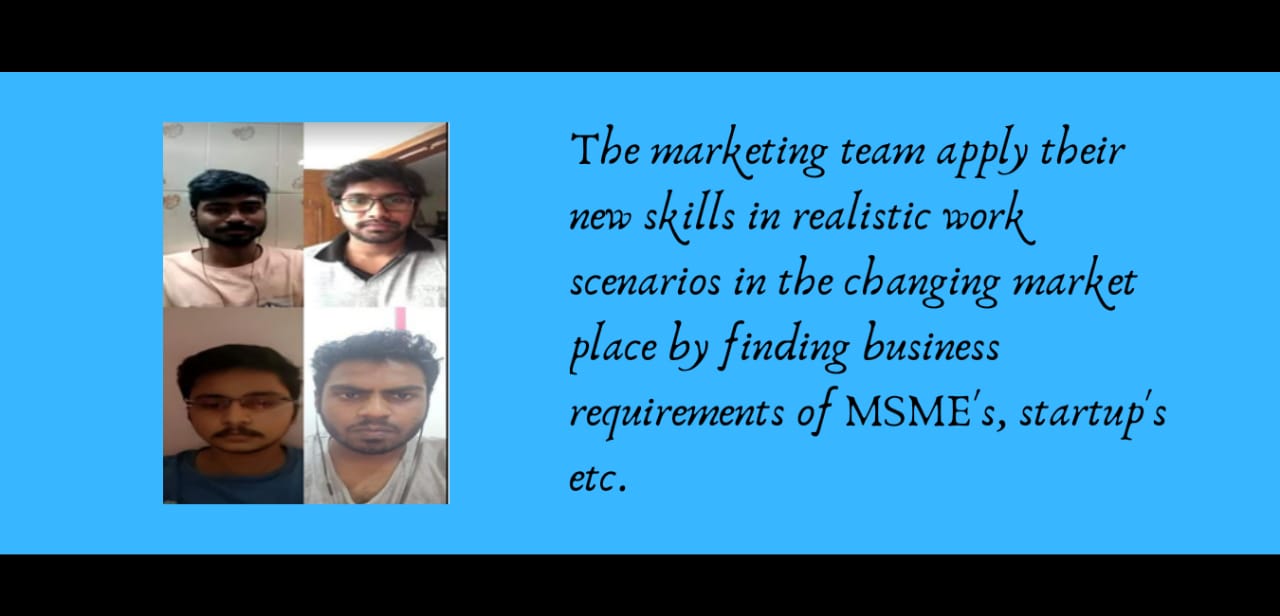 The marketing team apply their
new skills in realistic work
scenarios in the changing market
place by finding business
requirements of MSME's, startup's
etc.